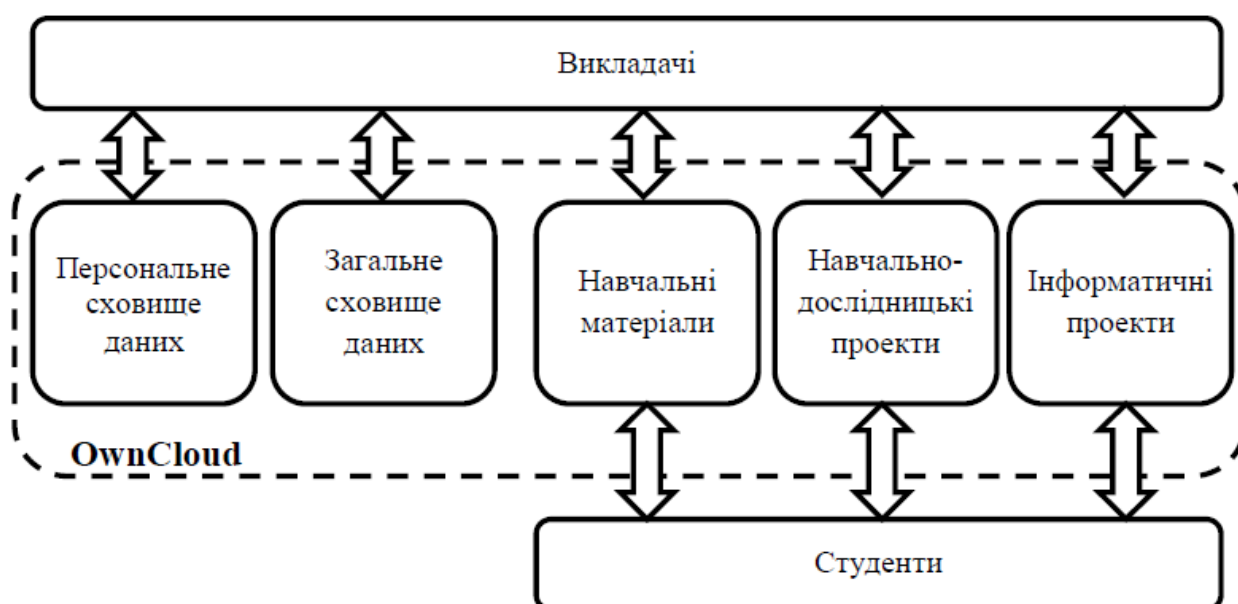 Викладачі
Персональне
сховище
даних
Загальне
сховище
даних
Навчальні
матеріали
Навчально-
дослідницькі
проекти
Інформатичні
проекти
OwnCloud
Студенти